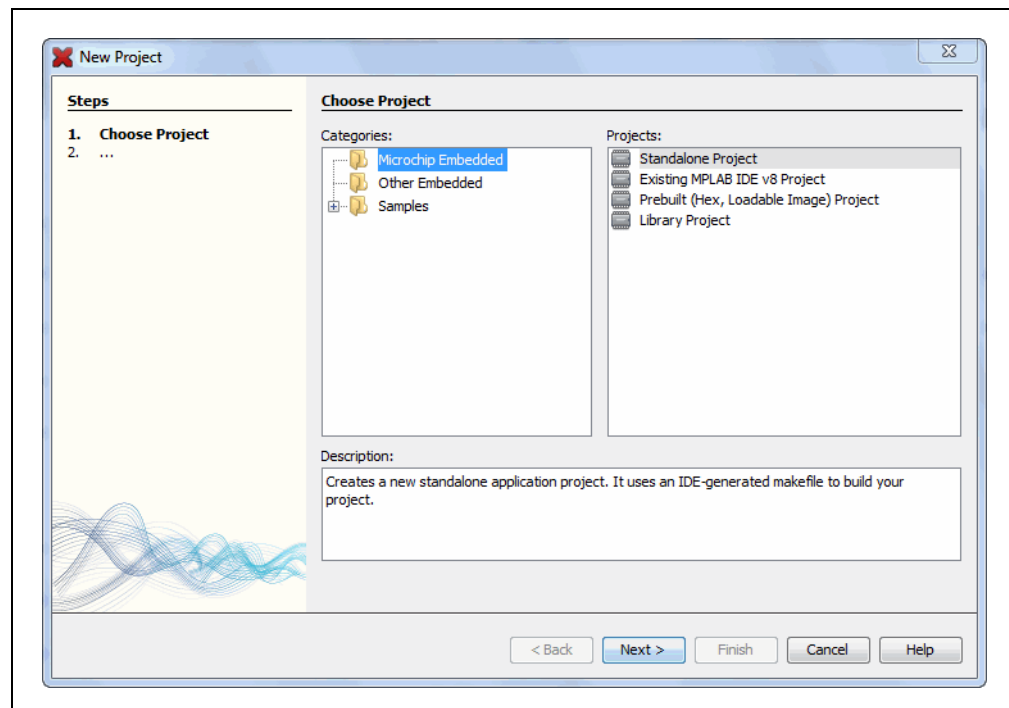 New Project
Steps
1. Choose Project
2. ...
Choose Project
Categories:
Microchip Embedded
Other Embedded
Samples
Projects:
Standalone Project
Existing MPLAB IDE v8 Project
Prebuilt (Hex, Loadable Image) Project
Library Project
Description:
Creates a new standalone application project. It uses an IDE-generated makefile to build your
project.
< Back
Next >
Finish
Cancel
Help